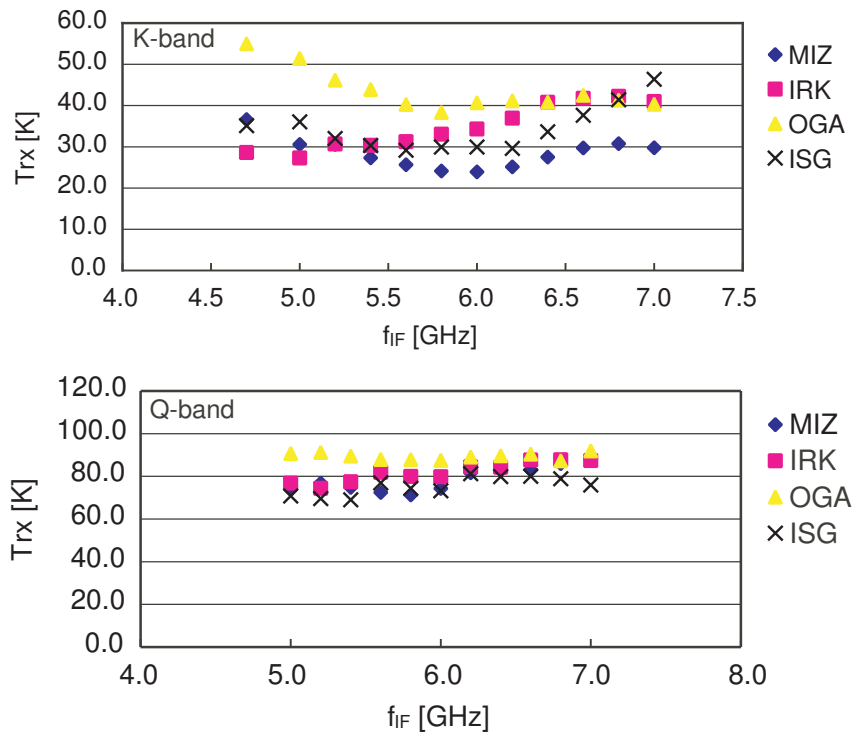 K-band
60.0
50.0
40.0
30.0
20.0
10.0
0.0
Trx [K]
4.0 4.5 5.0 5.5 6.0 6.5 7.0 7.5
fIF [GHz]
MIZ
IRK
OGA
ISG
Q-band
120.0
100.0
80.0
60.0
40.0
20.0
0.0
Trx [K]
4.0 5.0 6.0 7.0 8.0
fIF [GHz]
MIZ
IRK
OGA
ISG